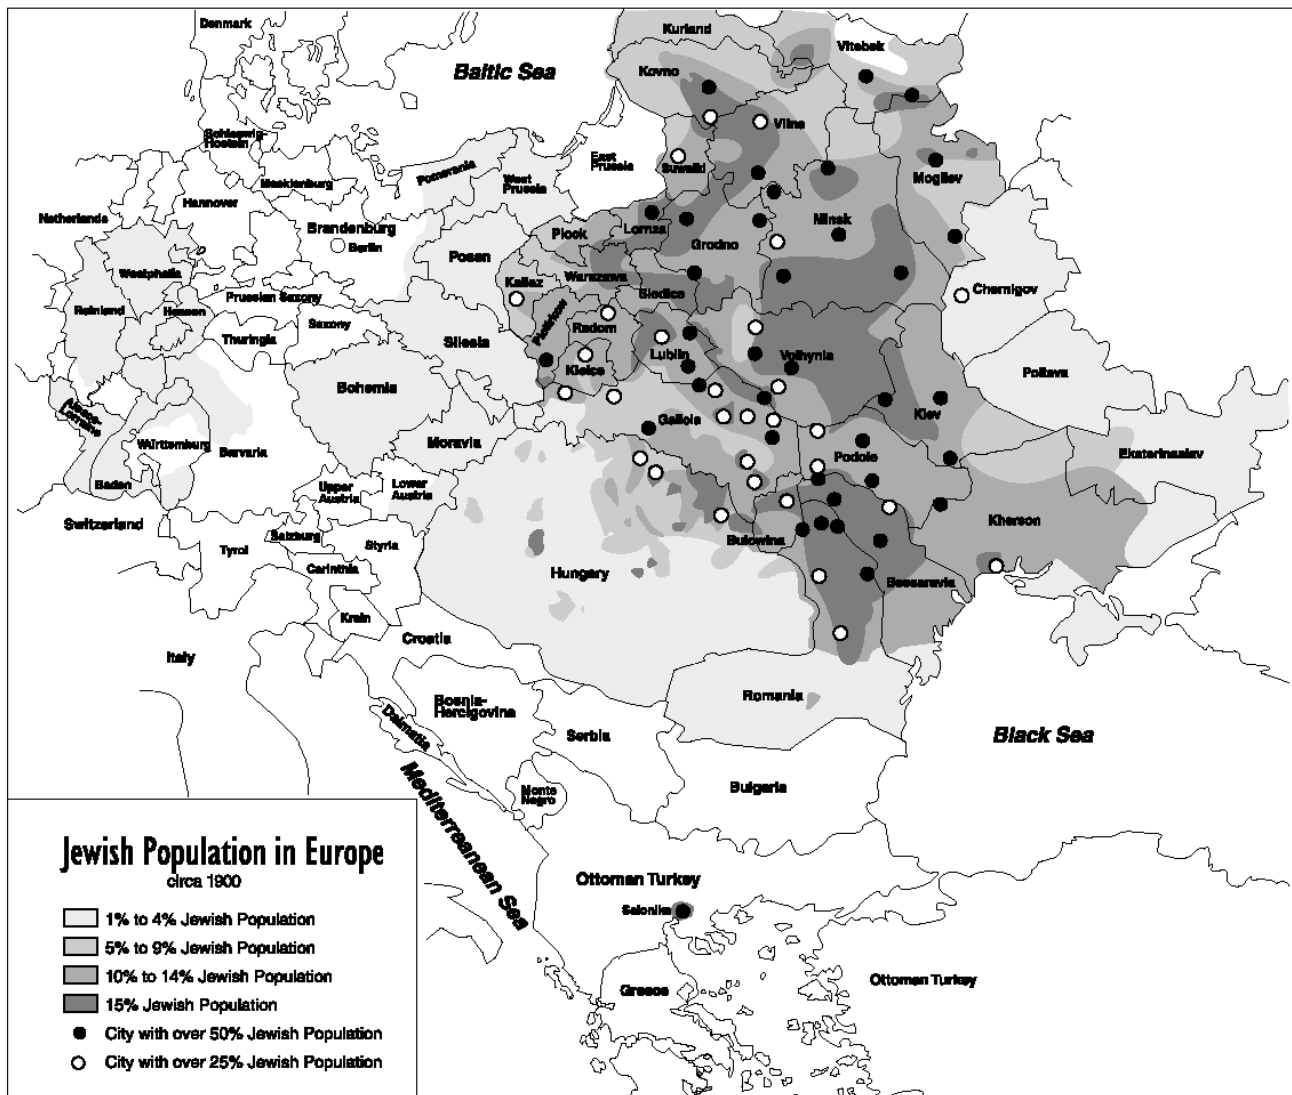 Denmark
Kurland
Vitebsk
Baltic Sea
Kovno
Vilna
Schleswig-
Holstein
East
Prussia
Suwalki
Mecklenburg
Pomerania
West
Prussia
Mogilev
Netherlands
Hannover
Brandenburg
Berlin
Plock
Lomza
Minsk
Grodno
Posen
Westphalia
Kalisz
Warszawa
Siedlce
Chernigov
Prussian Saxony
Reinland
Hessen
Saxony
Thuringia
Silesia
Piotrkow
Radom
Lublin
Volhynia
Kielce
Poltava
Bohemia
Alsace-
Lorraine
Kiev
Galicia
Württemburg
Bavaria
Moravia
Podole
Ekaterinaslav
Baden
Upper
Austria
Lower
Austria
Switzerland
Kherson
Salzburg
Styria
Tyrol
Bukowina
Carinthia
Hungary
Bessaravia
Krain
Croatia
Italy
Romania
Bosnia-
Hercigovina
Dalmatia
Serbia
Black Sea
Monte
Negro
Bulgaria
Mediterreanean Sea
Jewish Population in Europe
circa 1900
Ottoman Turkey
Salonika
1% to 4% Jewish Population
5% to 9% Jewish Population
10% to 14% Jewish Population
15% Jewish Population
City with over 50% Jewish Population
City with over 25% Jewish Population
Greece
Ottoman Turkey